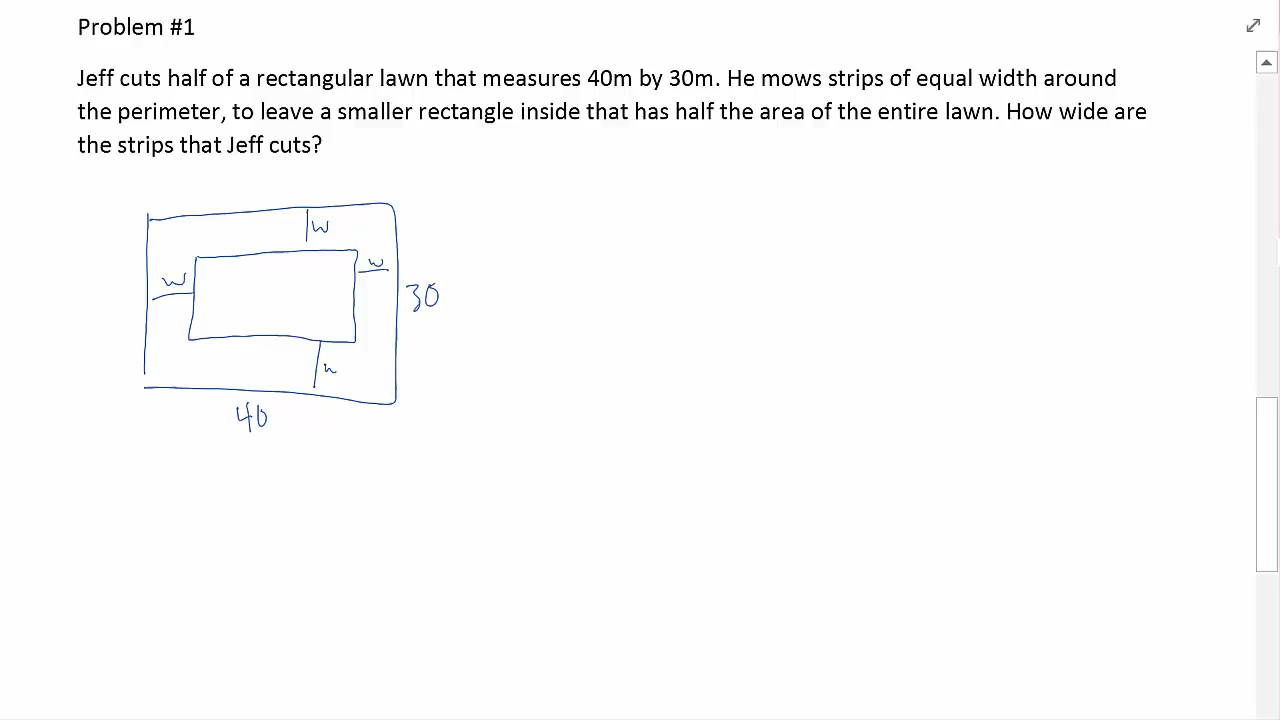 Problem #1
Jeff cuts half of a rectangular lawn that measures 40m by 30m. He mows strips of equal width around
the perimeter, to leave a smaller rectangle inside that has half the area of the entire lawn. How wide are
the strips that Jeff cuts?
w
w
w
30
w
40